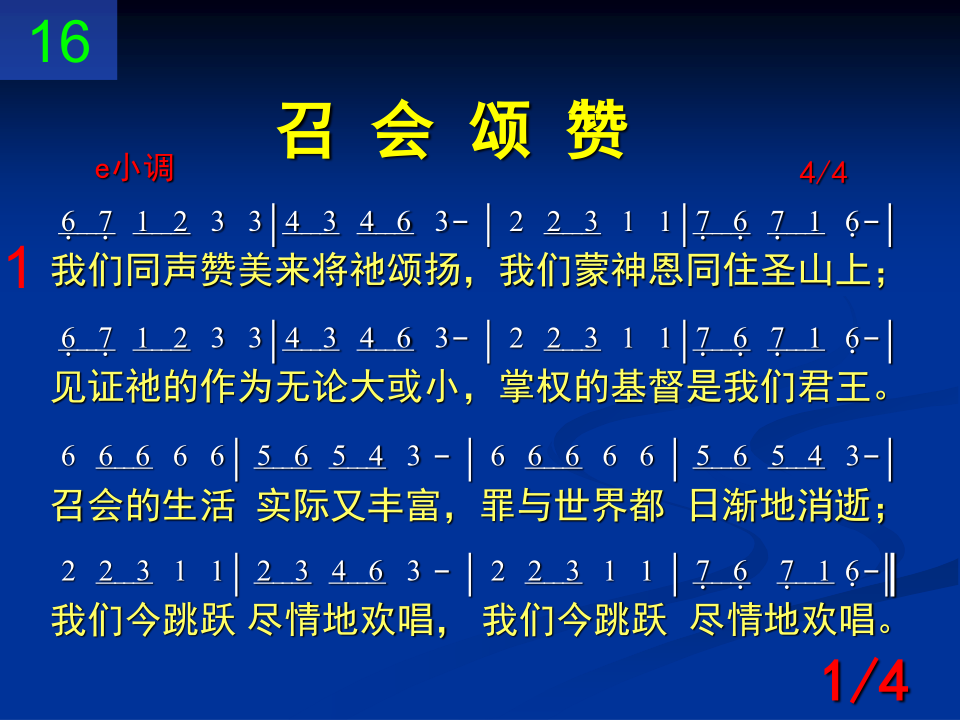 16
召 会 颂 赞
e小调 4/4
6̣ 7̣ 1 2 3 3|4 3 4 6 3-|2 2 3 1 1|7̣ 6̣ 7̣ 1 6̣-|
1 我们同声赞美来将祂颂扬，我们蒙神恩同住圣山上；
6̣ 7̣ 1 2 3 3|4 3 4 6 3-|2 2 3 1 1|7̣ 6̣ 7̣ 1 6̣-|
见证祂的作为无论大或小，掌权的基督是我们君王。
6 6 6 6 6|5 6 5 4 3 -|6 6 6 6 6|5 6 5 4 3-|
召会的生活 实际又丰富，罪与世界都 日渐地消逝；
2 2 3 1 1|2 3 4 6 3 -|2 2 3 1 1|7̣ 6̣ 7̣ 1 6̣-‖
我们今跳跃 尽情地欢唱， 我们今跳跃 尽情地欢唱。
1/4